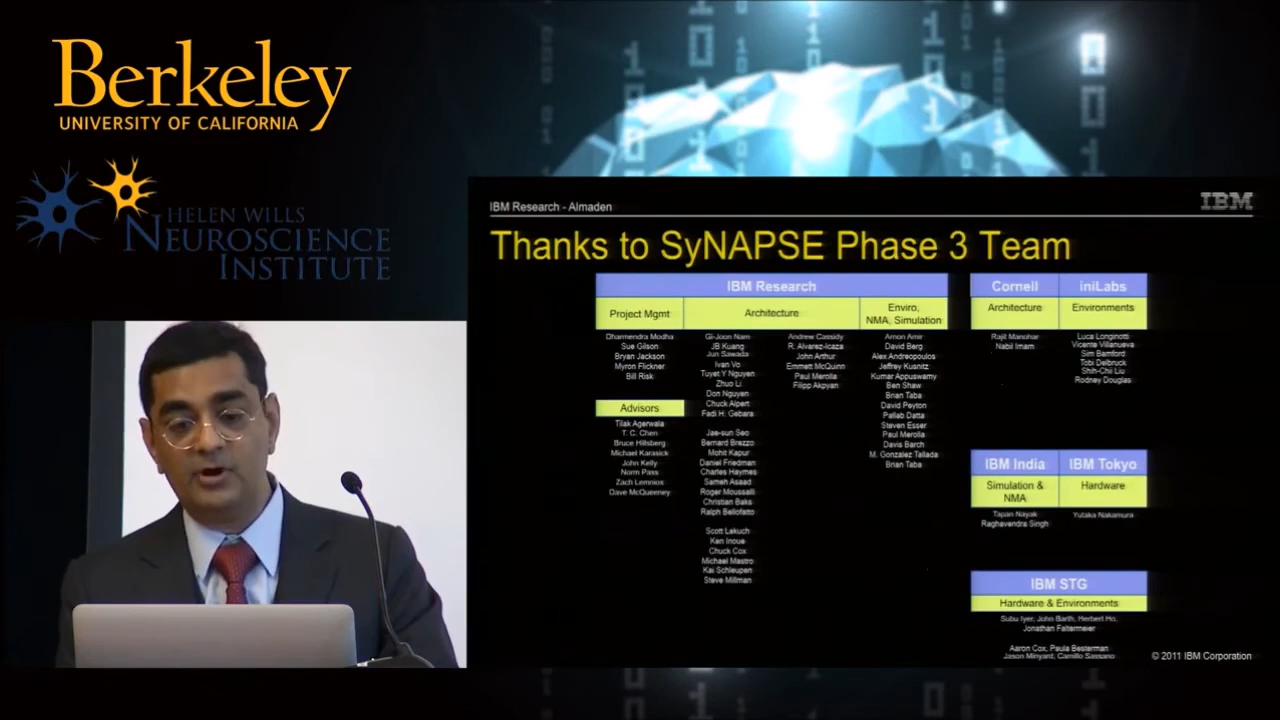 Berkeley
UNIVERSITY OF CALIFORNIA
HELEN WILLS
NEUROSCIENCE
INSTITUTE
IBM Research - Almaden
IBM
Thanks to SyNAPSE Phase 3 Team
IBM Research
Project Mgmt
Dharmendra Modha
Sue Gilson
Bryan Jackson
Myron Flickner
Bill Risk
Advisors
Tilak Agerwala
T. C. Chen
Bruce Hillsberg
Michael Karasick
John Kelly
Norm Pass
Zach Lemnios
Dave McQueeney
Architecture
Gi-Joon Nam
JB Kuang
Jun Sawada
Ivan Vo
Tuyet Y Nguyen
Zhuo Li
Don Nguyen
Chuck Alpert
Fadi H. Gebara
Jae-sun Seo
Bernard Brezzo
Mohit Kapur
Daniel Friedman
Charles Haymes
Sameh Asaad
Roger Moussalli
Christian Baks
Ralph Bellofatto
Scott Lekuch
Ken Inoue
Chuck Cox
Michael Mastro
Kai Schleupen
Steve Millman
Andrew Cassidy
R. Alvarez-Icaza
John Arthur
Emmett McQuinn
Paul Merolla
Filipp Akpyan
Enviro,
NMA, Simulation
Arnon Amir
David Berg
Alex Andreopoulos
Jeffrey Kusnitz
Kumar Appuswamy
Ben Shaw
Brian Taba
David Peyton
Pallab Datta
Steven Esser
Paul Merolla
Davis Barch
M. Gonzalez Tallada
Brian Taba
Cornell
Architecture
Rajit Manohar
Nabil Imam
iniLabs
Environments
Luca Longinotti
Vicente Villanueva
Sim Bamford
Tobi Delbruck
Shih-Chii Liu
Rodney Douglas
IBM India
Simulation &
NMA
Tapan Nayak
Raghavendra Singh
IBM Tokyo
Hardware
Yutaka Nakamura
IBM STG
Hardware & Environments
Subu Iyer, John Barth, Herbert Ho,
Jonathan Faltermeier
Aaron Cox, Paula Besterman
Jason Minyard, Camillo Sassano
© 2011 IBM Corporation